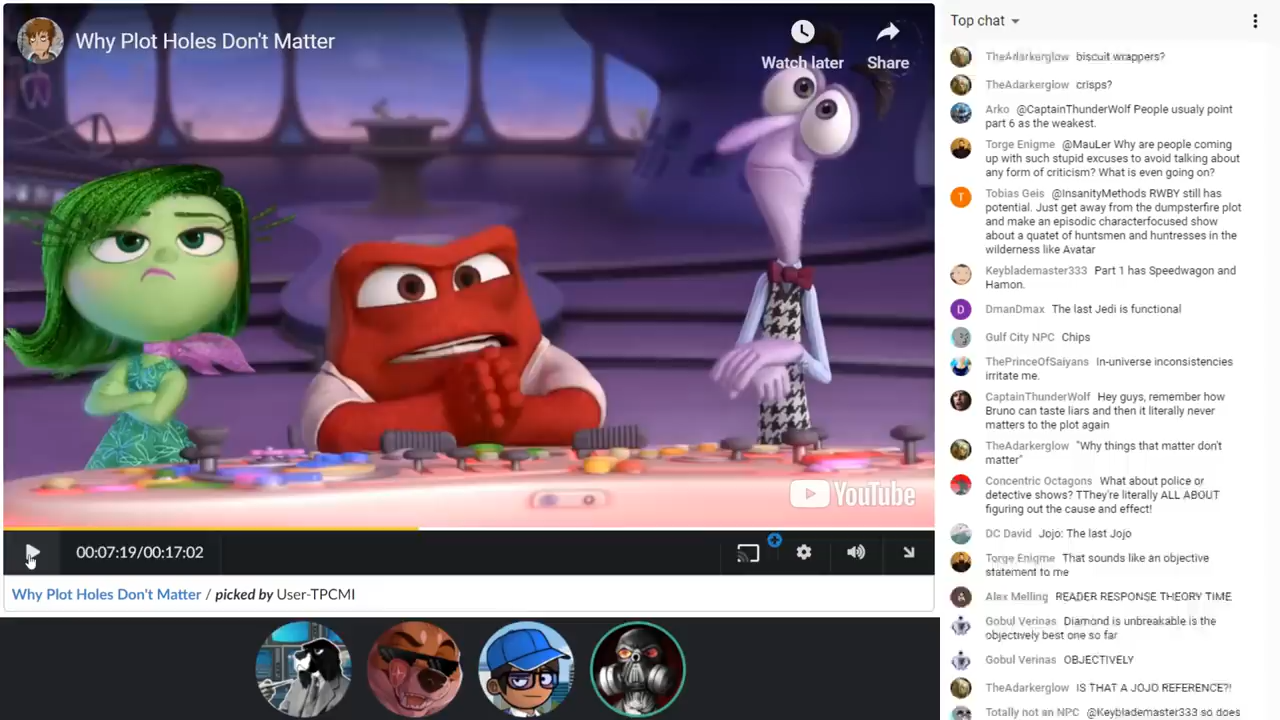 Why Plot Holes Don't Matter
Watch later
Share
YouTube
00:07:19/00:17:02
Why Plot Holes Don't Matter / picked by User-TPCMI
Top chat
TheAdarkerglow biscuit wrappers?
TheAdarkerglow crisps?
Arko @CaptainThunderWolf People usualy point
part 6 as the weakest.
Torge Enigme @MauLer Why are people coming
up with such stupid excuses to avoid talking about
any form of criticism? What is even going on?
T
Tobias Geis @InsanityMethods RWBY still has
potential. Just get away from the dumpsterfire plot
and make an episodic characterfocused show
about a quatet of huntsmen and huntresses in the
wilderness like Avatar
Keyblademaster333 Part 1 has Speedwagon and
Hamon.
D
DmanDmax The last Jedi is functional
Gulf City NPC Chips
ThePrinceOfSaiyans In-universe inconsistencies
irritate me.
CaptainThunderWolf Hey guys, remember how
Bruno can taste liars and then it literally never
matters to the plot again
TheAdarkerglow "Why things that matter don't
matter"
Concentric Octagons What about police or
detective shows? TThey're literally ALL ABOUT
figuring out the cause and effect!
DC David Jojo: The last Jojo
Torge Enigme That sounds like an objective
statement to me
Alex Melling READER RESPONSE THEORY TIME
Gobul Verinas Diamond is unbreakable is the
objectively best one so far
Gobul Verinas OBJECTIVELY
TheAdarkerglow IS THAT A JOJO REFERENCE?!
Totally not an NPC @Keyblademaster333 so does